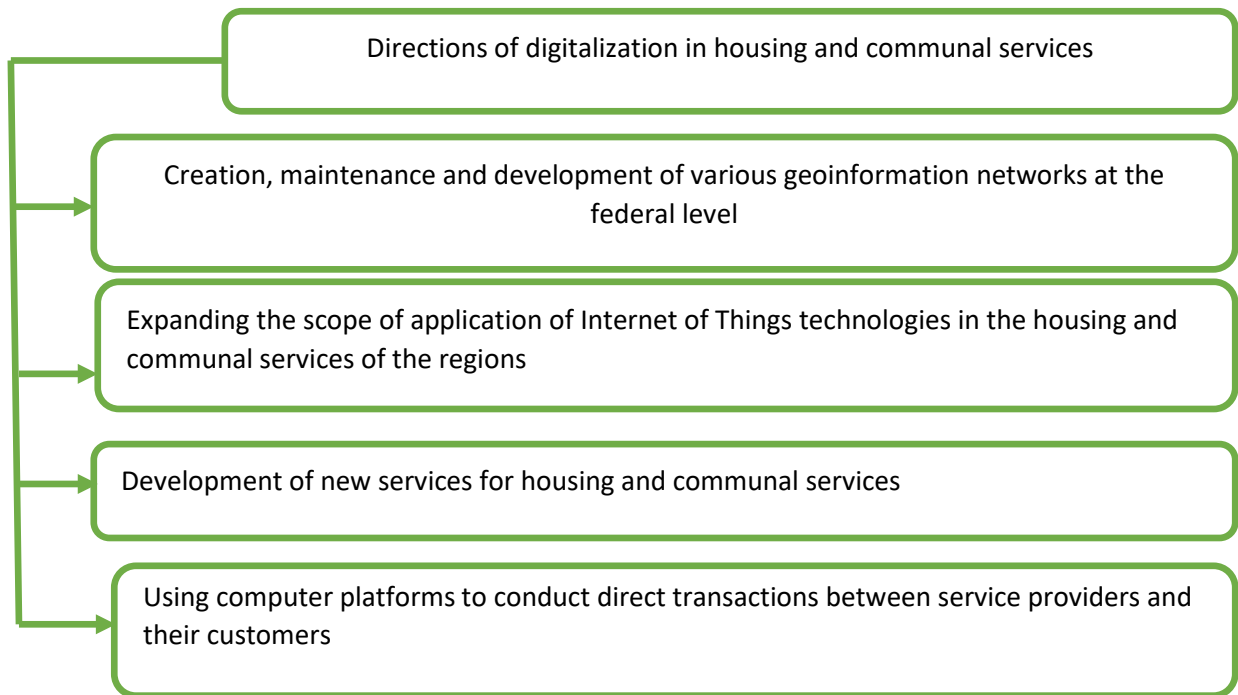 Directions of digitalization in housing and communal services
Creation, maintenance and development of various geoinformation networks at the
federal level
Expanding the scope of application of Internet of Things technologies in the housing and
communal services of the regions
Development of new services for housing and communal services
Using computer platforms to conduct direct transactions between service providers and
their customers